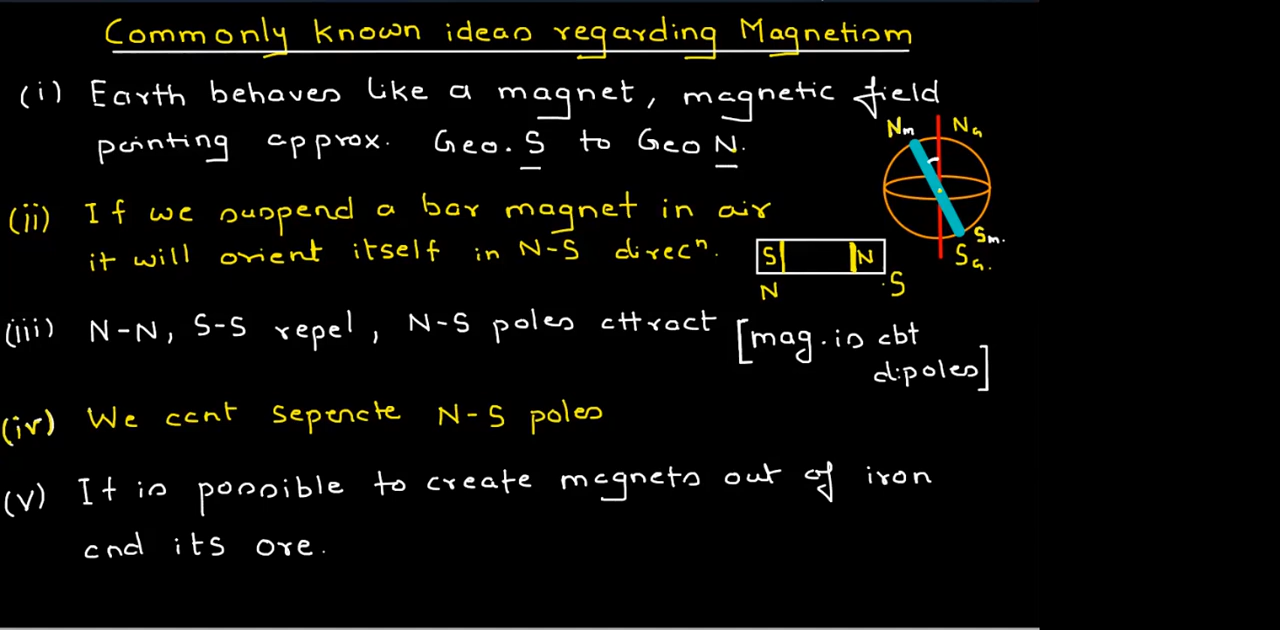 Commonly known ideas regarding Magnetism
(i) Earth behaves like a magnet, magnetic field
pointing approx. Geo. S to Geo N.
Nm NG
Sm.
SG.
(ii) If we suspend a bar magnet in air
it will orient itself in N-S direcⁿ.
S N
N S
(iii) N-N, S-S repel, N-S poles attract [mag. is abt
dipoles]
(iv) We cant seperate N-S poles
(v) It is possible to create magnets out of iron
and its ore.